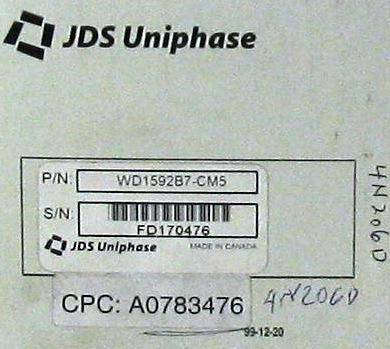 JDS Uniphase
P/N: WD1592B7-CM5
S/N:
FD170476
JDS Uniphase MADE IN CANADA
CPC: A0783476
4N206D
99-12-20
4N206D